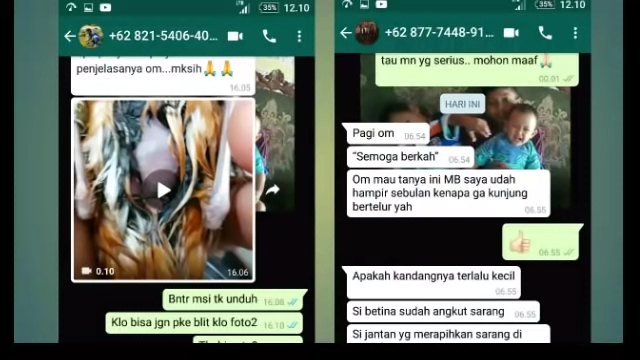 35% 12.10
+62 821-5406-40...
penjelasanya om...mksih🙏🙏
16.05
0.10
16.06
Bntr msi tk unduh 16.08
Klo bisa jgn pke blit klo foto2 16.10
35% 12.10
+62 877-7448-91...
tau mn yg serius.. mohon maaf🙏
00.01
HARI INI
Pagi om 06.54
“Semoga berkah” 06.54
Om mau tanya ini MB saya udah
hampir sebulan kenapa ga kunjung
bertelur yah
06.55
👍🏻
06.55
Apakah kandangnya terlalu kecil
06.55
Si betina sudah angkut sarang 06.55
Si jantan yg merapihkan sarang di